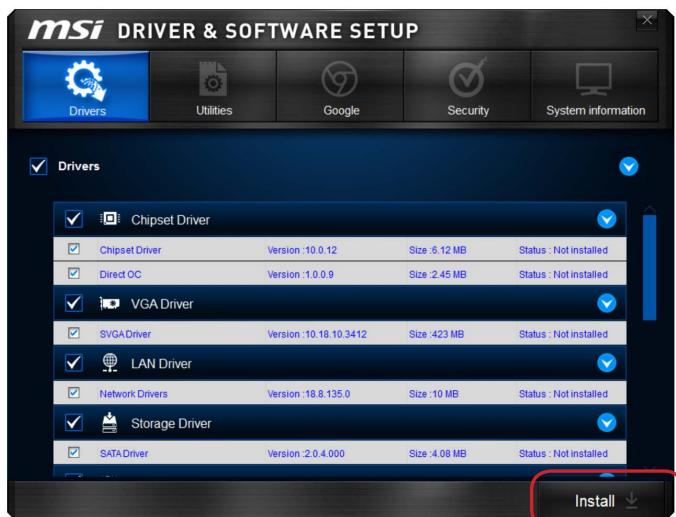 msi DRIVER & SOFTWARE SETUP
Drivers Utilities Google Security System information
Drivers
Chipset Driver
Chipset Driver Version :10.0.12 Size :6.12 MB Status : Not installed
Direct OC Version :1.0.0.9 Size :2.45 MB Status : Not installed
VGA Driver
SVGA Driver Version :10.18.10.3412 Size :423 MB Status : Not installed
LAN Driver
Network Drivers Version :18.8.135.0 Size :10 MB Status : Not installed
Storage Driver
SATA Driver Version :2.0.4.000 Size :4.08 MB Status : Not installed
Install